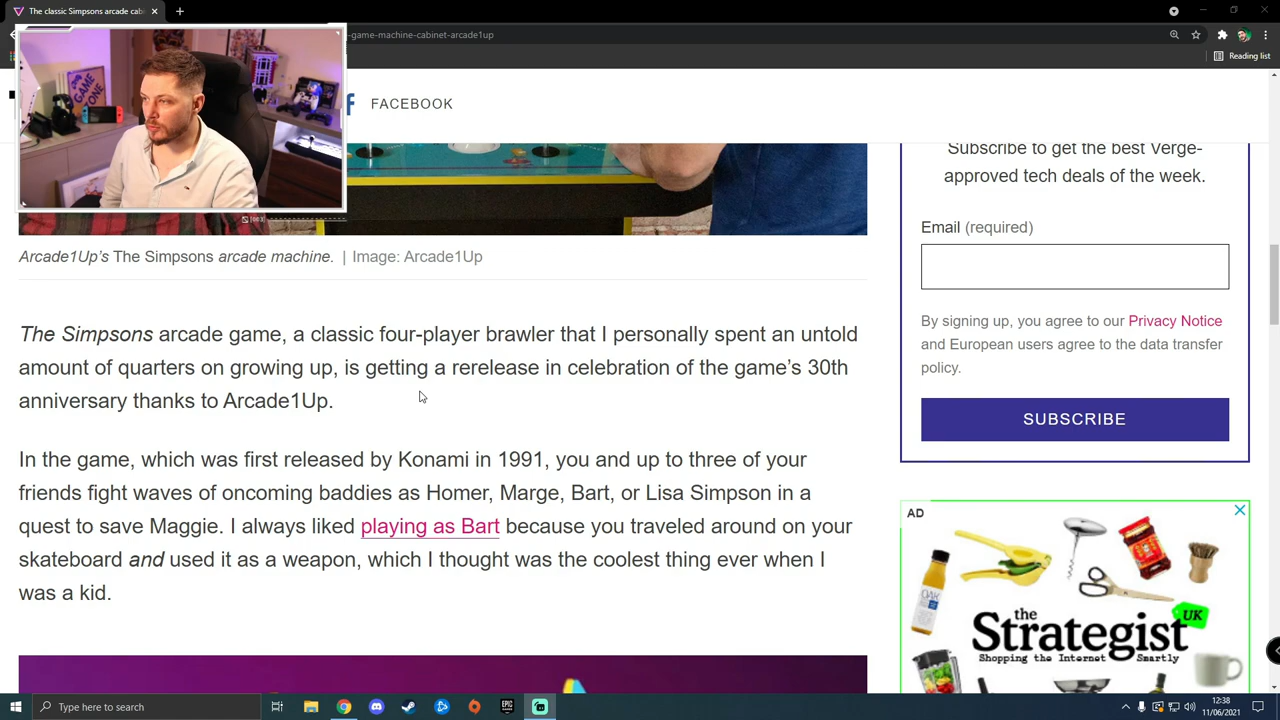 The classic Simpsons arcade cabi
-game-machine-cabinet-arcade1up
Reading list
GAME ON
FACEBOOK
Subscribe to get the best Verge-
approved tech deals of the week.
Email (required)
Arcade1Up's The Simpsons arcade machine. | Image: Arcade1Up
By signing up, you agree to our Privacy Notice
and European users agree to the data transfer
policy.
SUBSCRIBE
The Simpsons arcade game, a classic four-player brawler that I personally spent an untold
amount of quarters on growing up, is getting a rerelease in celebration of the game's 30th
anniversary thanks to Arcade1Up.
In the game, which was first released by Konami in 1991, you and up to three of your
friends fight waves of oncoming baddies as Homer, Marge, Bart, or Lisa Simpson in a
quest to save Maggie. I always liked playing as Bart because you traveled around on your
skateboard and used it as a weapon, which I thought was the coolest thing ever when I
was a kid.
AD
OAK
UK
the
Strategist
Shopping the Internet Smartly
Type here to search
EPIC
12:38
11/06/2021